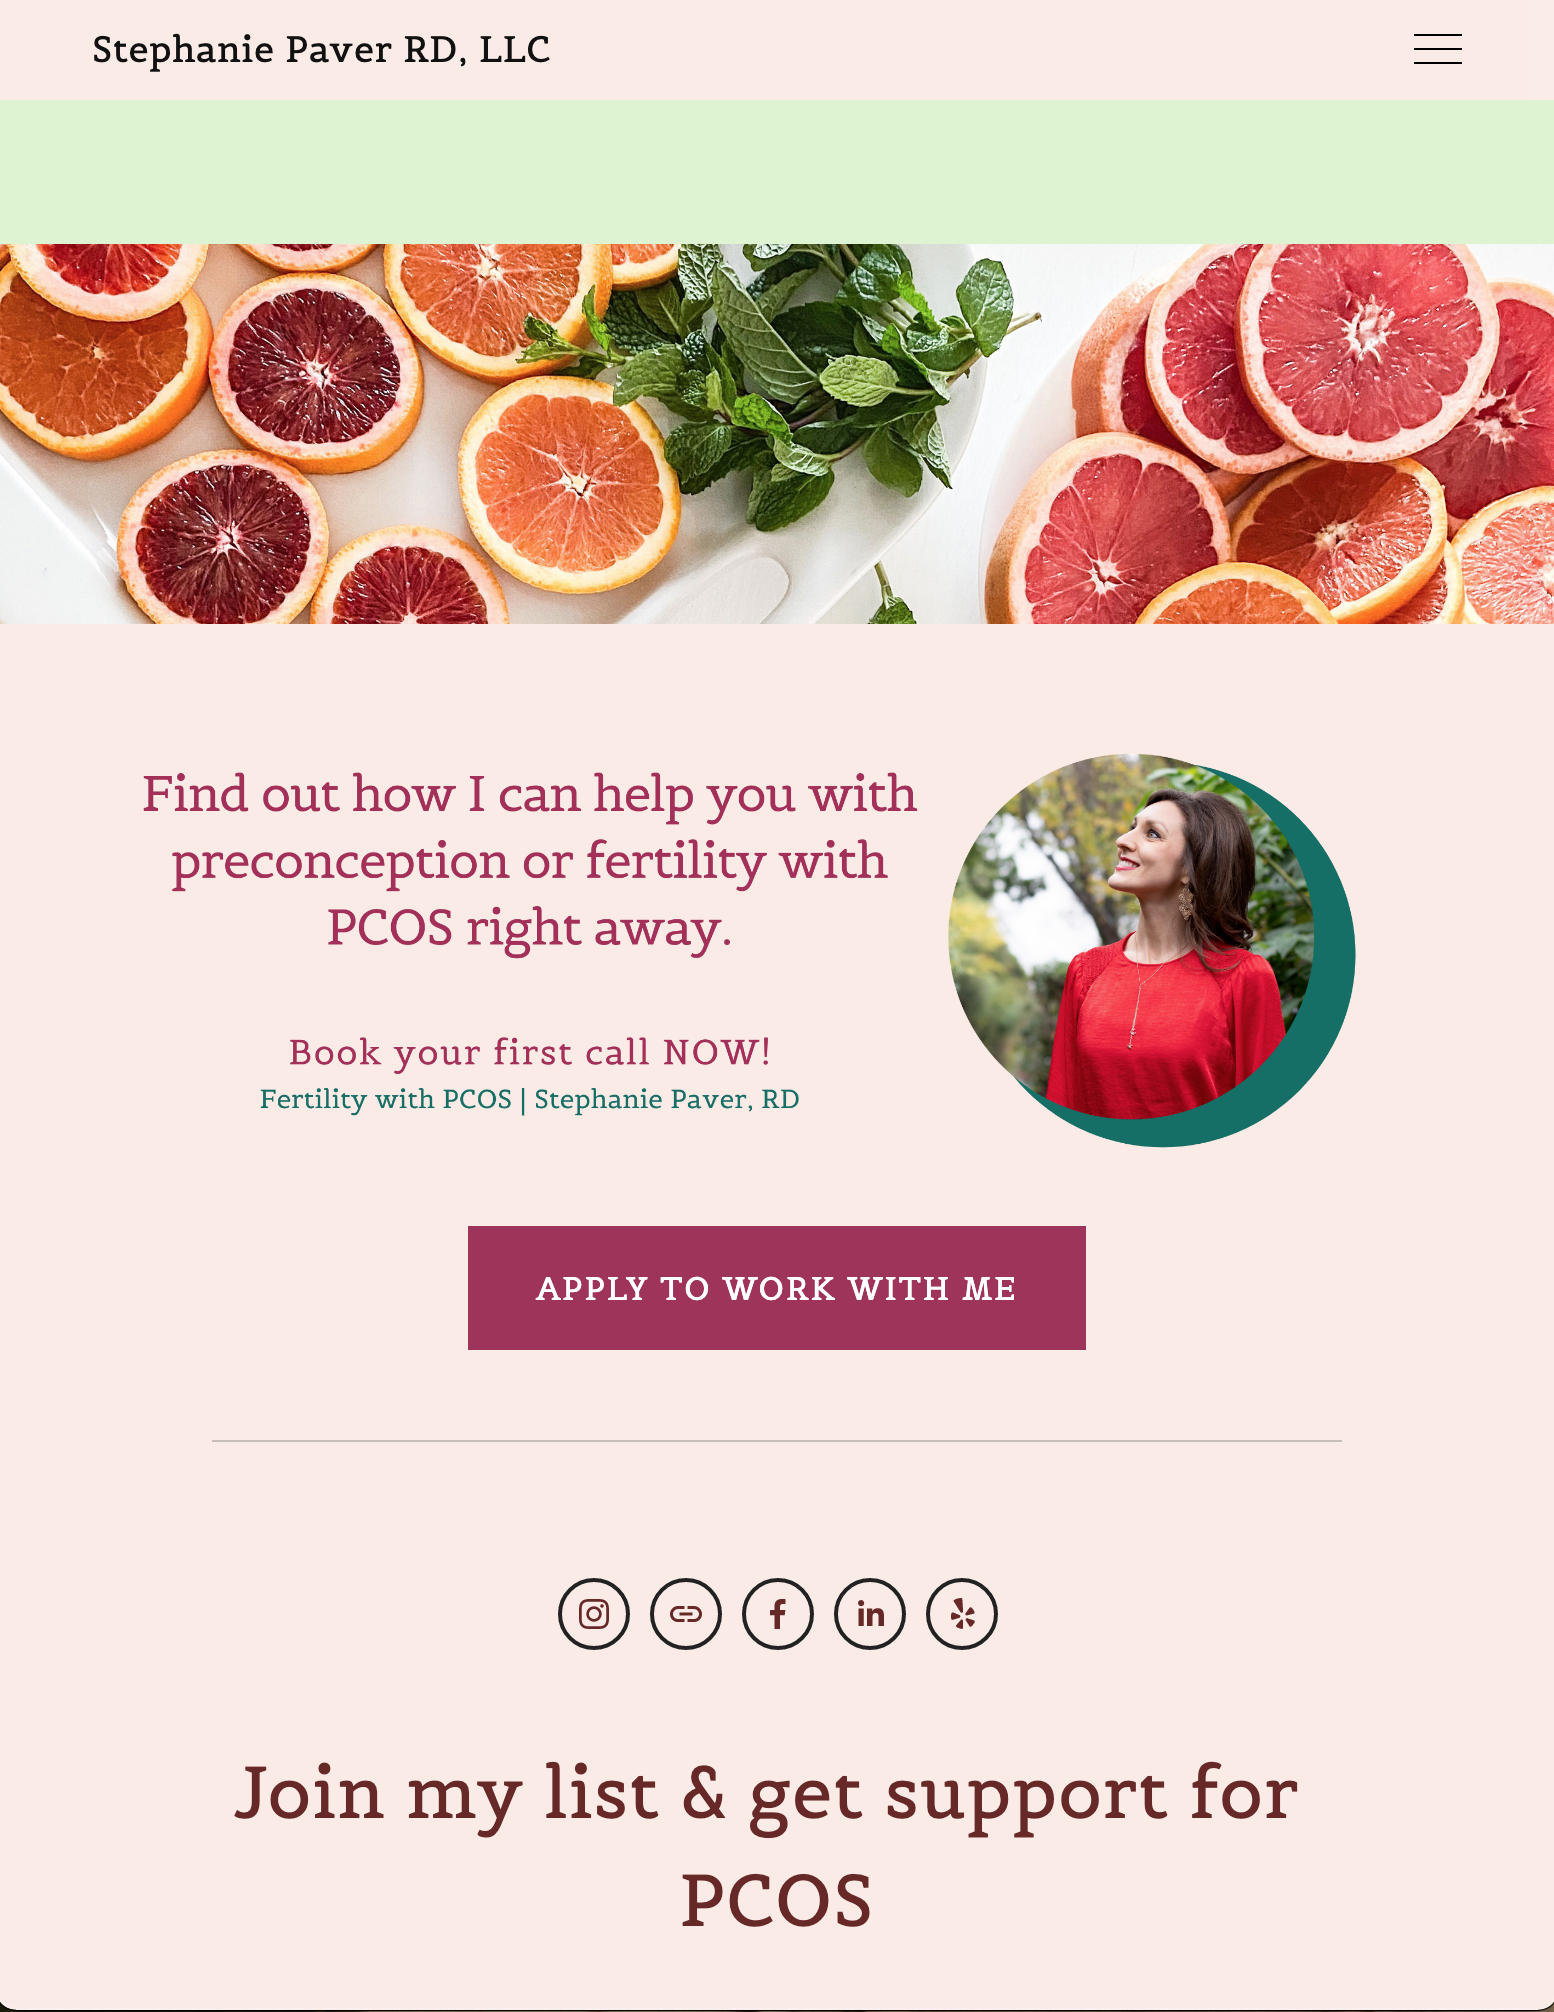 Stephanie Paver RD, LLC
Find out how I can help you with
preconception or fertility with
PCOS right away.
Book your first call NOW!
Fertility with PCOS | Stephanie Paver, RD
APPLY TO WORK WITH ME
Join my list & get support for
PCOS